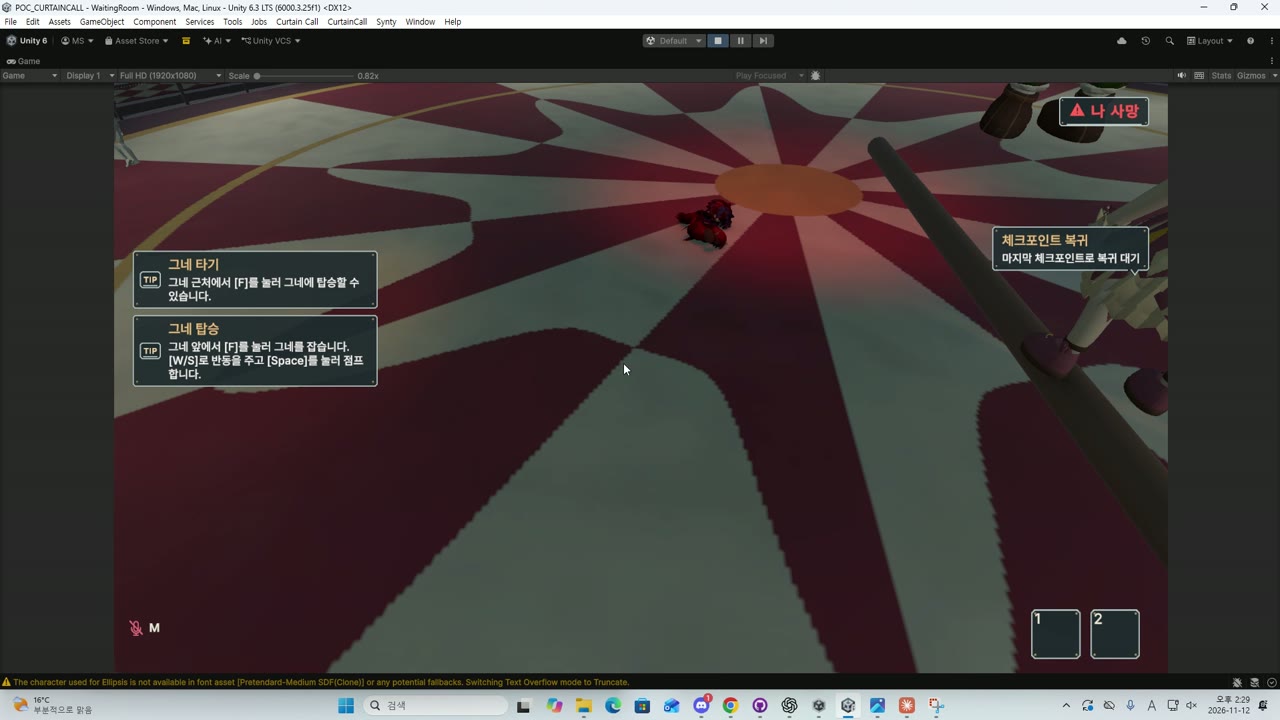 POC_CURTAINCALL - WaitingRoom - Windows, Mac, Linux - Unity 6.3 LTS (6000.3.25f1) <DX12>
File Edit Assets GameObject Component Services Tools Jobs Curtain Call CurtainCall Synty Window Help
Unity 6 MS Asset Store AI Unity VCS Default Layout
Game
Game Display 1 Full HD (1920x1080) Scale 0.82x Play Focused Stats Gizmos
나 사망
체크포인트 복귀
마지막 체크포인트로 복귀 대기
그네 타기
TIP
그네 근처에서 [F]를 눌러 그네에 탑승할 수
있습니다.
그네 탑승
TIP
그네 앞에서 [F]를 눌러 그네를 잡습니다.
[W/S]로 반동을 주고 [Space]를 눌러 점프
합니다.
M
1 2
The character used for Ellipsis is not available in font asset [Pretendard-Medium SDF(Clone)] or any potential fallbacks. Switching Text Overflow mode to Truncate.
16°C
부분적으로 맑음
검색
1
A
오후 2:29
2026-11-12